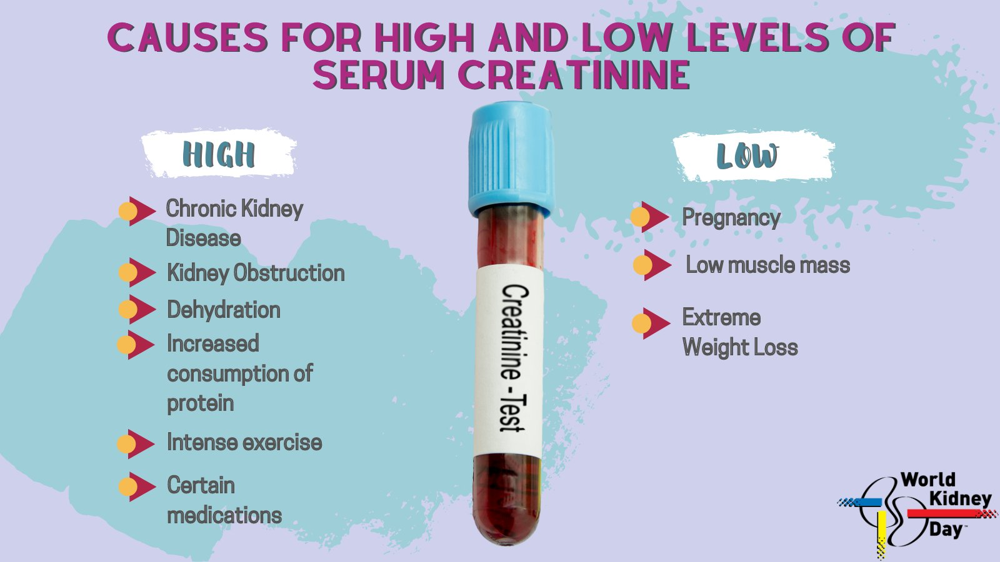 CAUSES FOR HIGH AND LOW LEVELS OF
SERUM CREATININE
HIGH
Chronic Kidney
Disease
Kidney Obstruction
Dehydration
Increased
consumption of
protein
Intense exercise
Certain
medications
Creatinine - Test
LOW
Pregnancy
Low muscle mass
Extreme
Weight Loss
World
Kidney
Day™